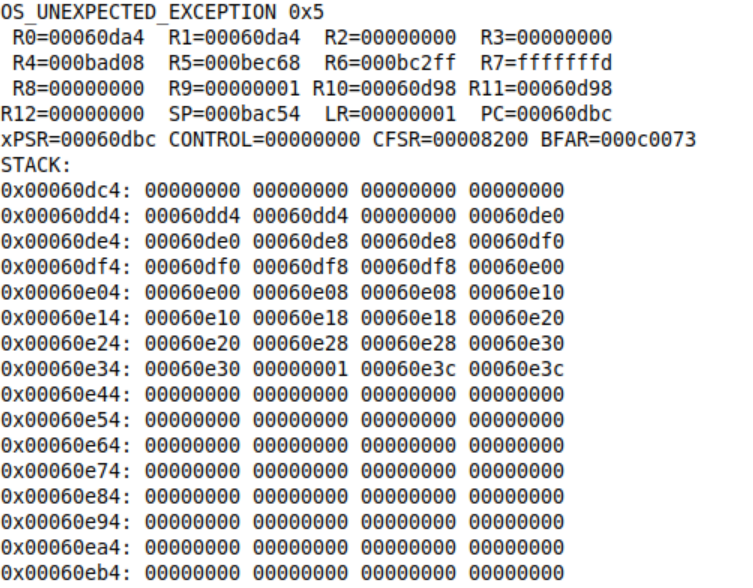 OS_UNEXPECTED_EXCEPTION 0x5
R0=00060da4 R1=00060da4 R2=00000000 R3=00000000
R4=000bad08 R5=000bec68 R6=000bc2ff R7=fffffffd
R8=00000000 R9=00000001 R10=00060d98 R11=00060d98
R12=00000000 SP=000bac54 LR=00000001 PC=00060dbc
xPSR=00060dbc CONTROL=00000000 CFSR=00008200 BFAR=000c0073
STACK:
0x00060dc4: 00000000 00000000 00000000 00000000
0x00060dd4: 00060dd4 00060dd4 00000000 00060de0
0x00060de4: 00060de0 00060de8 00060de8 00060df0
0x00060df4: 00060df0 00060df8 00060df8 00060e00
0x00060e04: 00060e00 00060e08 00060e08 00060e10
0x00060e14: 00060e10 00060e18 00060e18 00060e20
0x00060e24: 00060e20 00060e28 00060e28 00060e30
0x00060e34: 00060e30 00000001 00060e3c 00060e3c
0x00060e44: 00000000 00000000 00000000 00000000
0x00060e54: 00000000 00000000 00000000 00000000
0x00060e64: 00000000 00000000 00000000 00000000
0x00060e74: 00000000 00000000 00000000 00000000
0x00060e84: 00000000 00000000 00000000 00000000
0x00060e94: 00000000 00000000 00000000 00000000
0x00060ea4: 00000000 00000000 00000000 00000000
0x00060eb4: 00000000 00000000 00000000 00000000